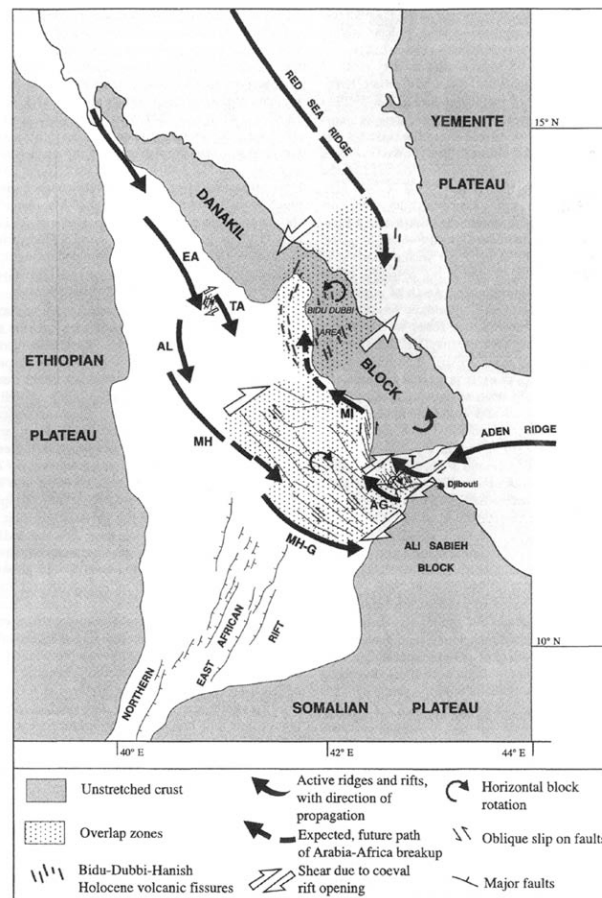 RED SEA RIDGE
YEMENITE
PLATEAU
15° N
DANAKIL
EA
TA
BIDU DUBBI
AREA
AL
ETHIOPIAN
PLATEAU
BLOCK
MI
MH
ADEN RIDGE
T
Djibouti
AG
MH-G
ALI SABIEH
BLOCK
NORTHERN
EAST AFRICAN
RIFT
10° N
SOMALIAN PLATEAU
40° E
42° E
44° E
Unstretched crust
Overlap zones
Bidu-Dubbi-Hanish
Holocene volcanic fissures
Active ridges and rifts,
with direction of
propagation
Expected, future path
of Arabia-Africa breakup
Shear due to coeval
rift opening
Horizontal block
rotation
Oblique slip on faults
Major faults